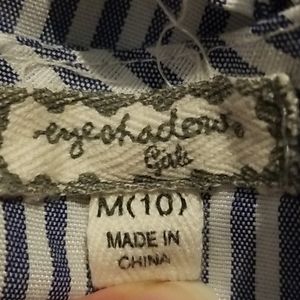 eyeshadow
Girls
M(10)
MADE IN
CHINA